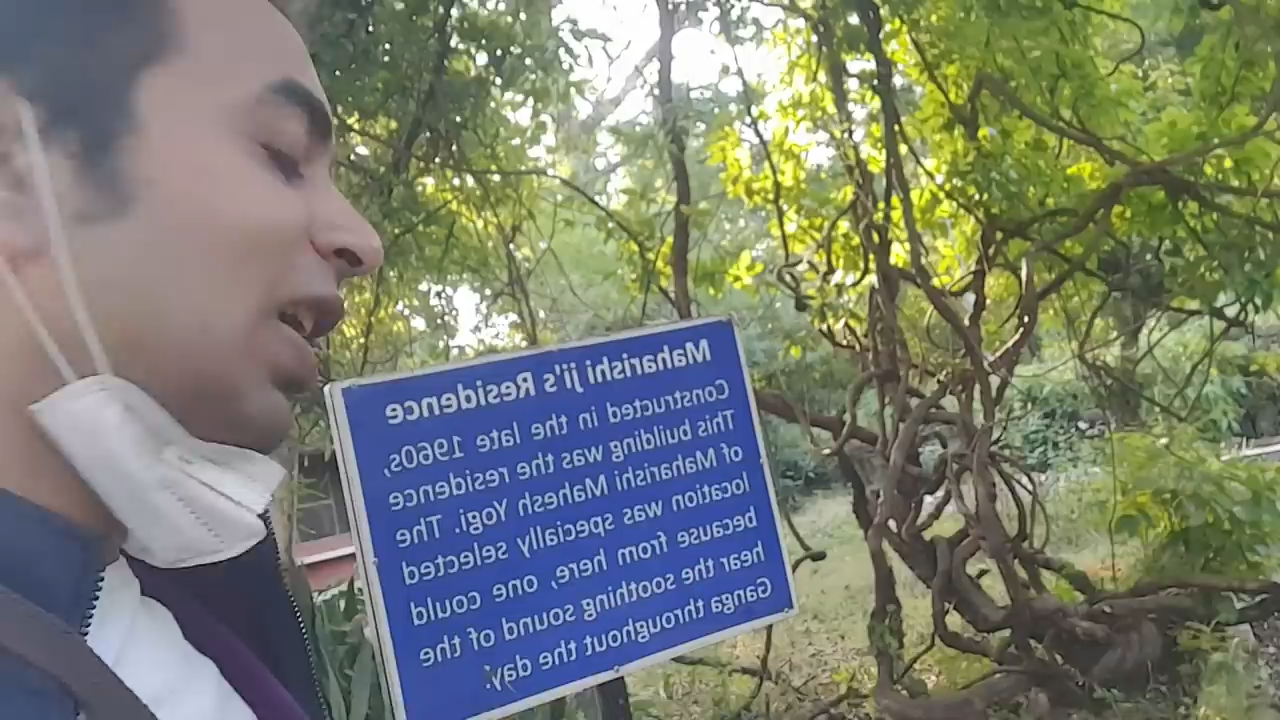 Maharishi ji's Residence
Constructed in the late 1960s,
This building was the residence
of Maharishi Mahesh Yogi. The
location was specially selected
because from here, one could
hear the soothing sound of the
Ganga throughout the day.